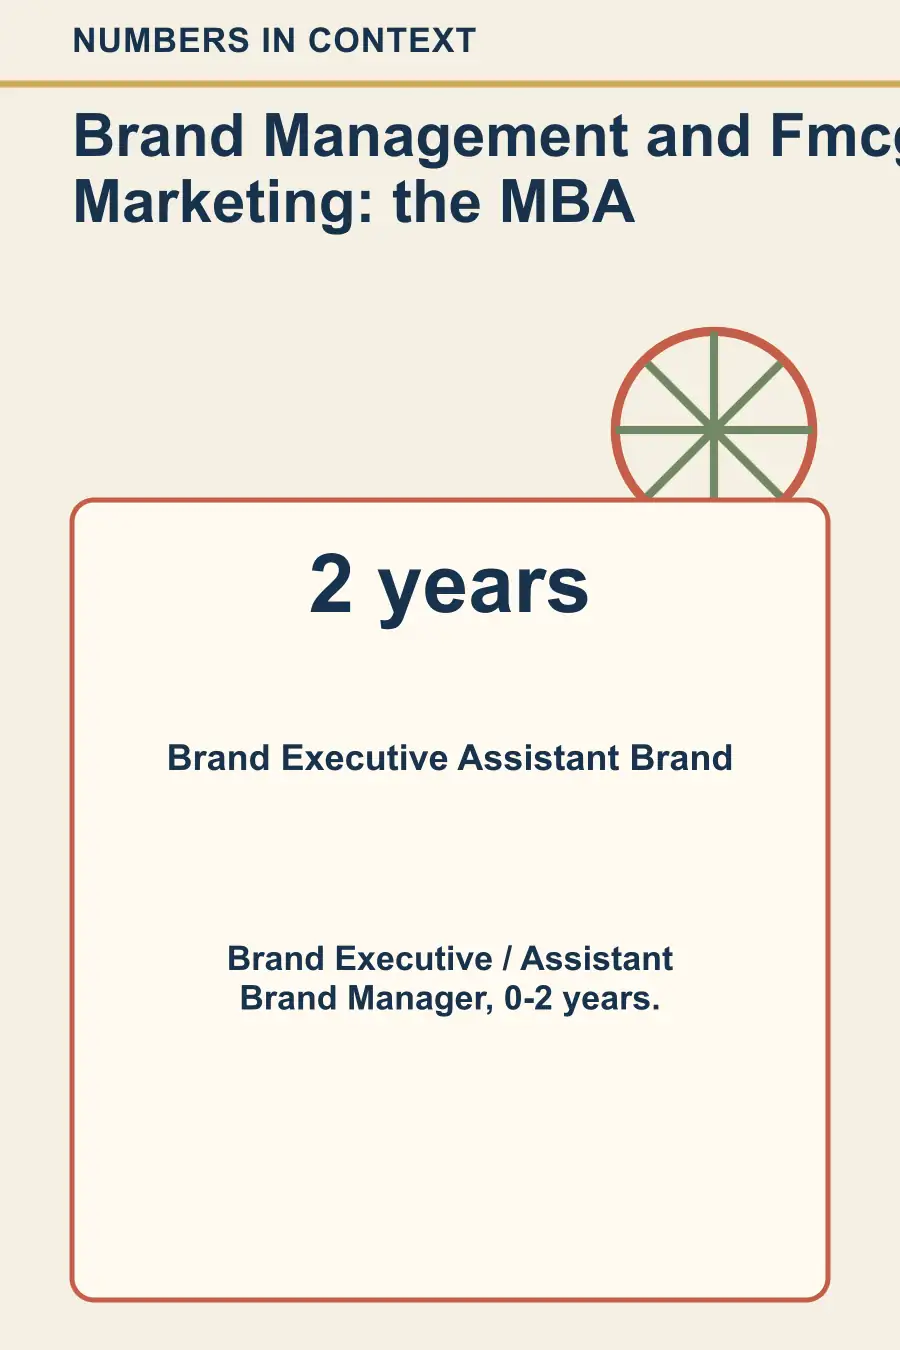 NUMBERS IN CONTEXT
Brand Management and Fmcg
Marketing: the MBA
2 years
Brand Executive Assistant Brand
Brand Executive / Assistant
Brand Manager, 0-2 years.